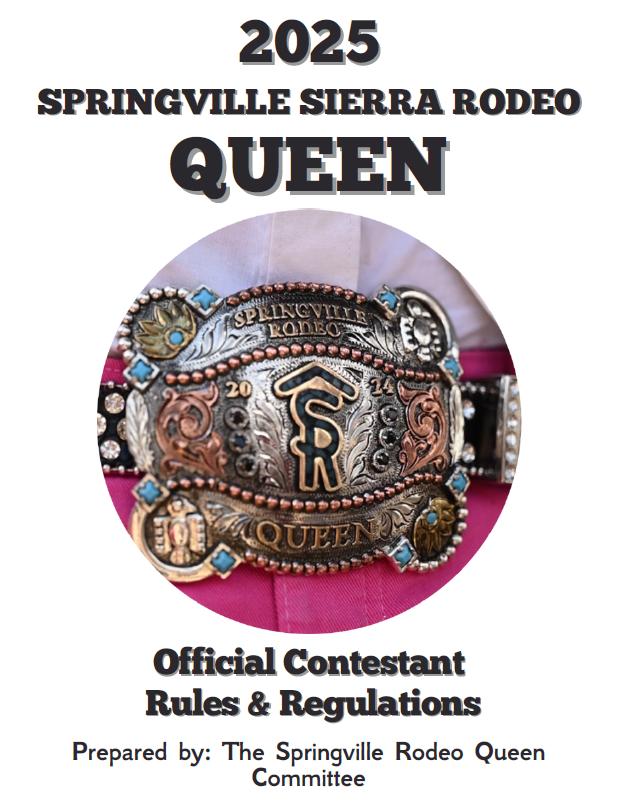 2025
SPRINGVILLE SIERRA RODEO
QUEEN
SPRINGVILLE
RODEO
20 24
SR
QUEEN
Official Contestant
Rules & Regulations
Prepared by: The Springville Rodeo Queen
Committee